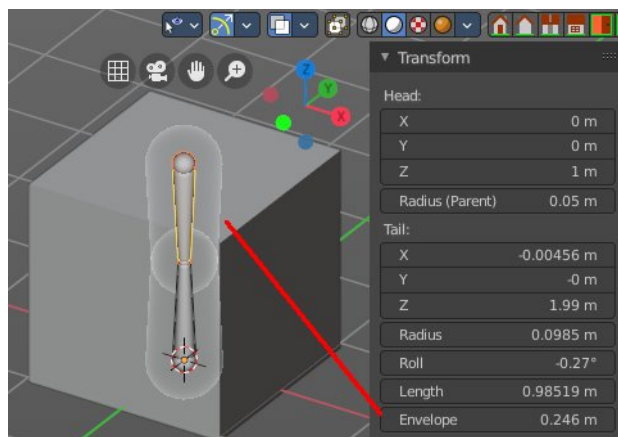 Z
Y
X
Transform
Head:
X 0 m
Y 0 m
Z 1 m
Radius (Parent) 0.05 m
Tail:
X -0.00456 m
Y -0 m
Z 1.99 m
Radius 0.0985 m
Roll -0.27°
Length 0.98519 m
Envelope 0.246 m